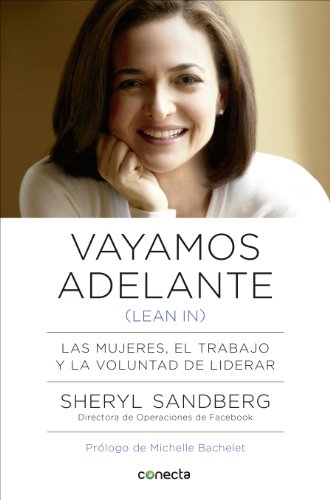 VAYAMOS
ADELANTE
(LEAN IN)
LAS MUJERES, EL TRABAJO
Y LA VOLUNTAD DE LIDERAR
SHERYL SANDBERG
Directora de Operaciones de Facebook
Prólogo de Michelle Bachelet
conecta